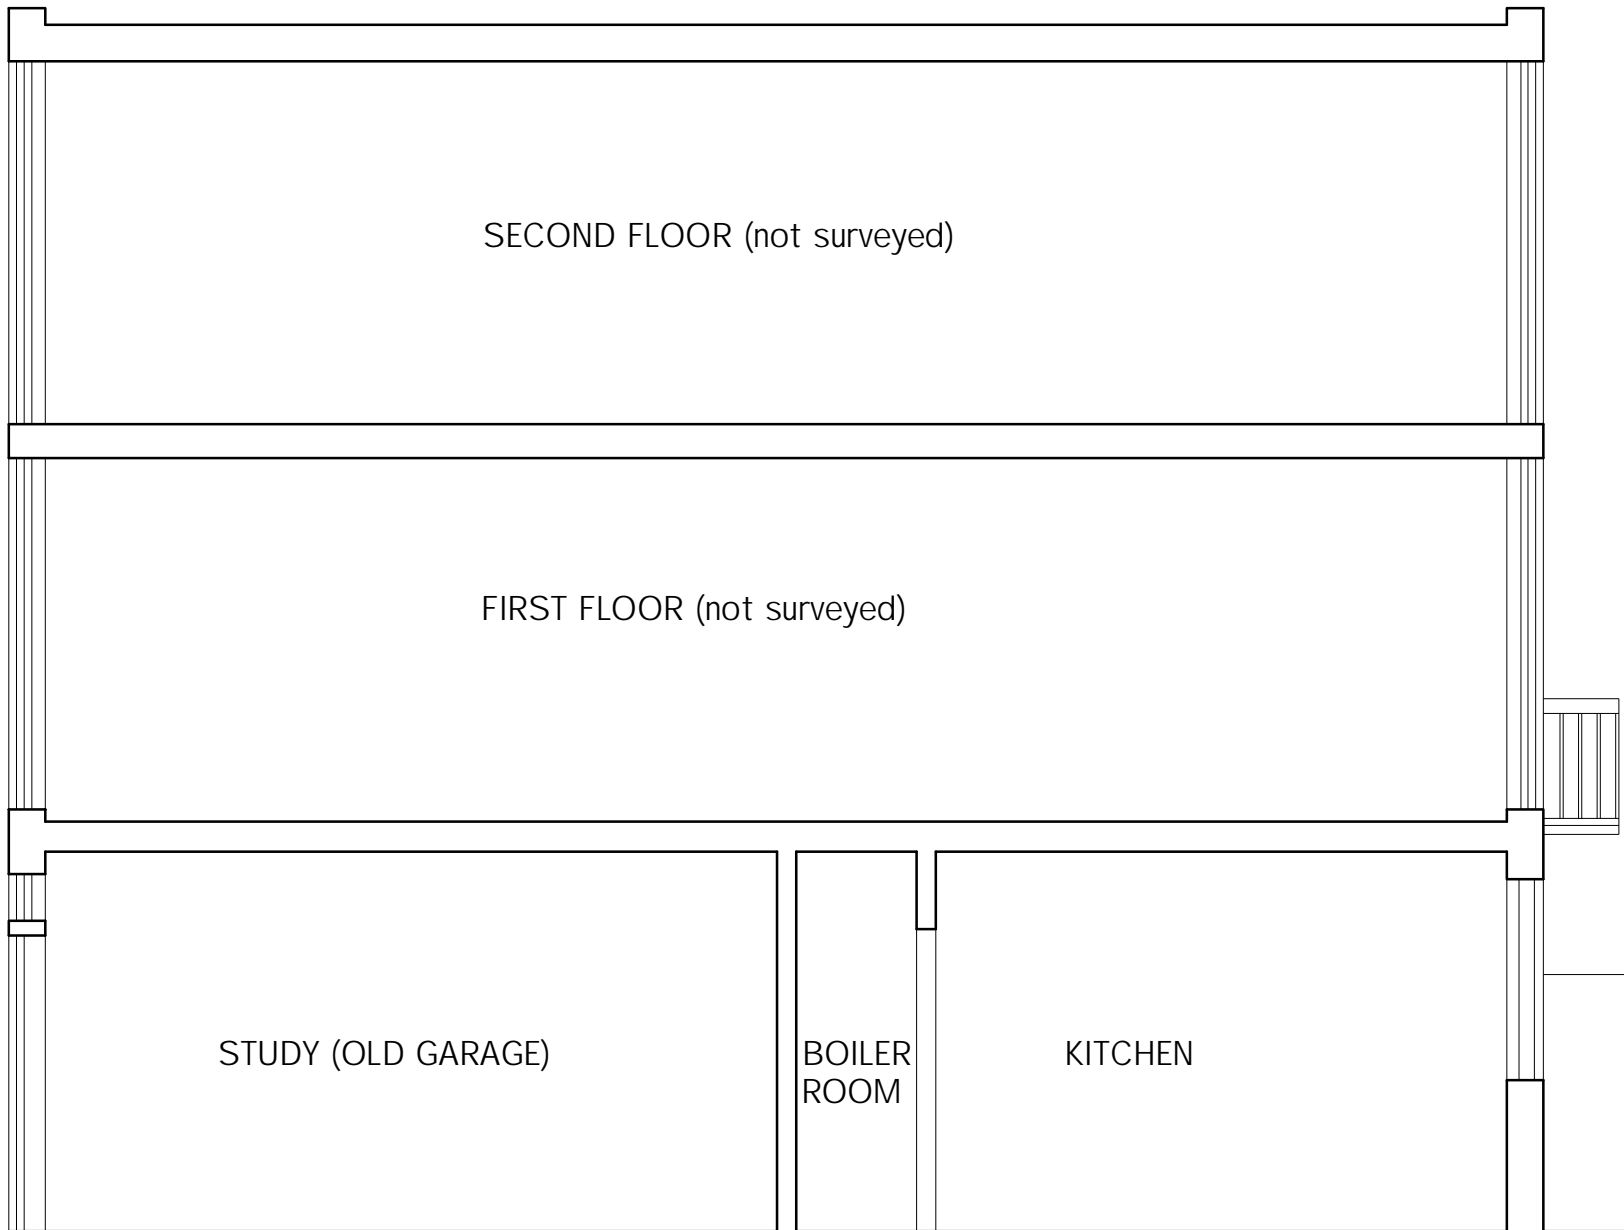 SECOND FLOOR (not surveyed)
FIRST FLOOR (not surveyed)
STUDY (OLD GARAGE)
BOILER
ROOM
KITCHEN